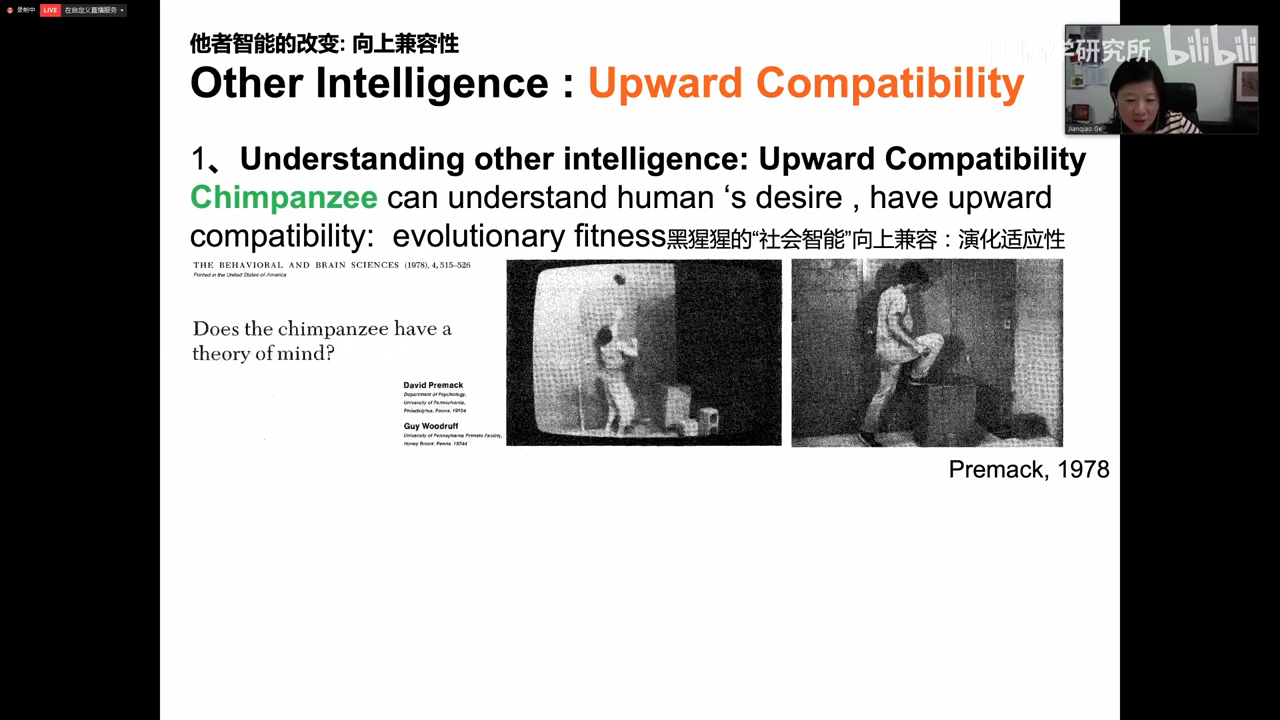 录制中 LIVE 在自定义直播服务
学研究所 bilibili
Jianqiao Ge
他者智能的改变: 向上兼容性
Other Intelligence : Upward Compatibility
1、Understanding other intelligence: Upward Compatibility
Chimpanzee can understand human ‘s desire , have upward
compatibility: evolutionary fitness黑猩猩的“社会智能”向上兼容：演化适应性
THE BEHAVIORAL AND BRAIN SCIENCES (1978), 4, 515–526
Printed in the United States of America
Does the chimpanzee have a
theory of mind?
David Premack
Department of Psychology,
University of Pennsylvania,
Philadelphia, Penna. 19104
Guy Woodruff
University of Pennsylvania Primate Facility,
Honey Brook, Penna. 19344
Premack, 1978